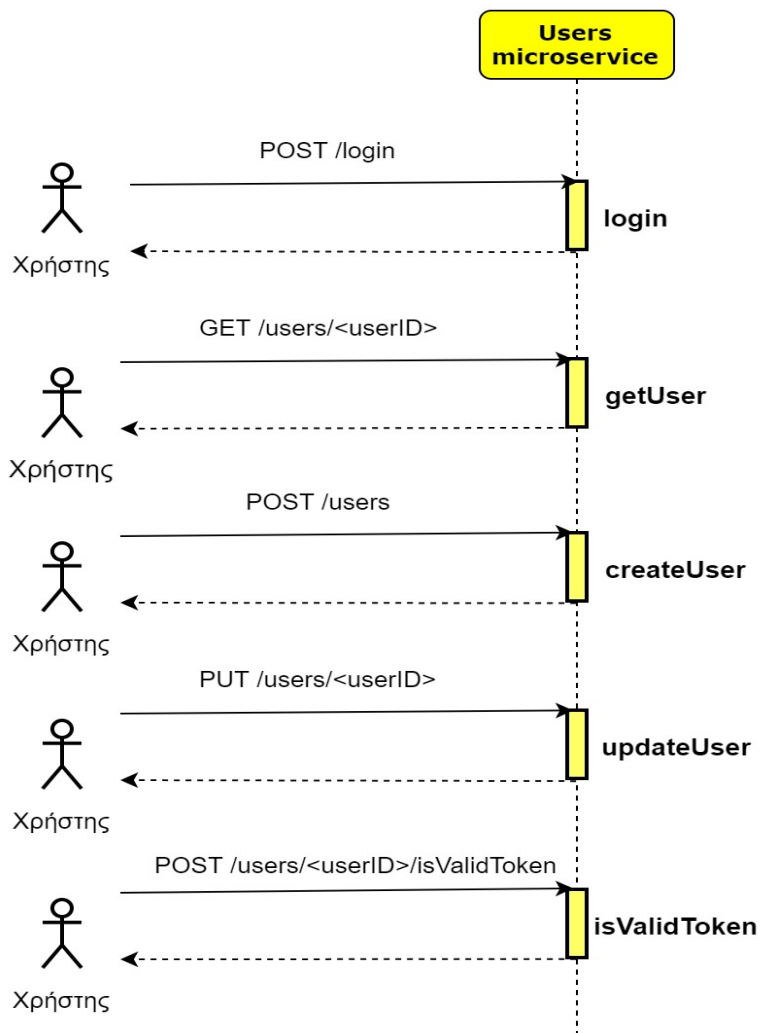 Users
microservice
POST /login
login
Χρήστης
GET /users/<userID>
getUser
Χρήστης
POST /users
createUser
Χρήστης
PUT /users/<userID>
updateUser
Χρήστης
POST /users/<userID>/isValidToken
isValidToken
Χρήστης